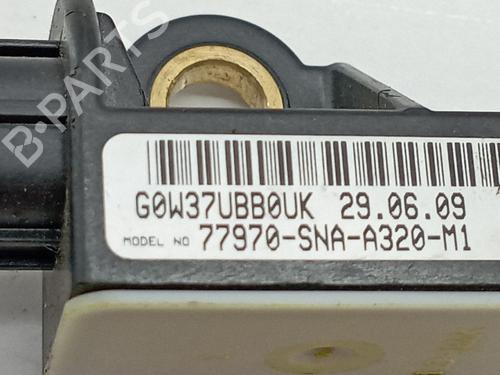 B-PARTS
G0W37UBB0UK 29.06.09
MODEL NO 77970-SNA-A320-M1